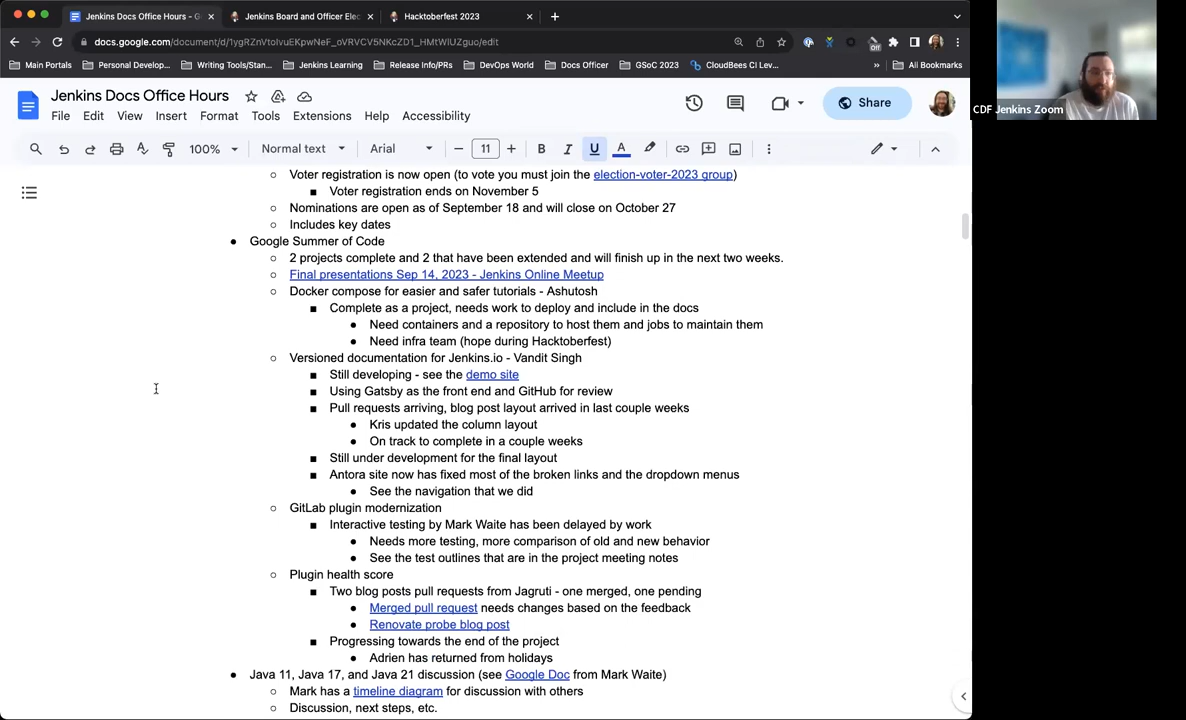 Jenkins Docs Office Hours - G
Jenkins Board and Officer Elec
Hacktoberfest 2023
docs.google.com/document/d/1ygRZnVtoIvuEKpwNeF_oVRVCV5NKcZD1_HMtWlUZguo/edit
Off
Main Portals
Personal Develop...
Writing Tools/Stan...
Jenkins Learning
Release Info/PRs
DevOps World
Docs Officer
GSoC 2023
CloudBees CI Lev...
All Bookmarks
Jenkins Docs Office Hours
File Edit View Insert Format Tools Extensions Help Accessibility
Share
100% Normal text Arial 11 B I U A
Voter registration is now open (to vote you must join the election-voter-2023 group)
Voter registration ends on November 5
Nominations are open as of September 18 and will close on October 27
Includes key dates
Google Summer of Code
2 projects complete and 2 that have been extended and will finish up in the next two weeks.
Final presentations Sep 14, 2023 - Jenkins Online Meetup
Docker compose for easier and safer tutorials - Ashutosh
Complete as a project, needs work to deploy and include in the docs
Need containers and a repository to host them and jobs to maintain them
Need infra team (hope during Hacktoberfest)
Versioned documentation for Jenkins.io - Vandit Singh
Still developing - see the demo site
Using Gatsby as the front end and GitHub for review
Pull requests arriving, blog post layout arrived in last couple weeks
Kris updated the column layout
On track to complete in a couple weeks
Still under development for the final layout
Antora site now has fixed most of the broken links and the dropdown menus
See the navigation that we did
GitLab plugin modernization
Interactive testing by Mark Waite has been delayed by work
Needs more testing, more comparison of old and new behavior
See the test outlines that are in the project meeting notes
Plugin health score
Two blog posts pull requests from Jagruti - one merged, one pending
Merged pull request needs changes based on the feedback
Renovate probe blog post
Progressing towards the end of the project
Adrien has returned from holidays
Java 11, Java 17, and Java 21 discussion (see Google Doc from Mark Waite)
Mark has a timeline diagram for discussion with others
Discussion, next steps, etc.
CDF Jenkins Zoom